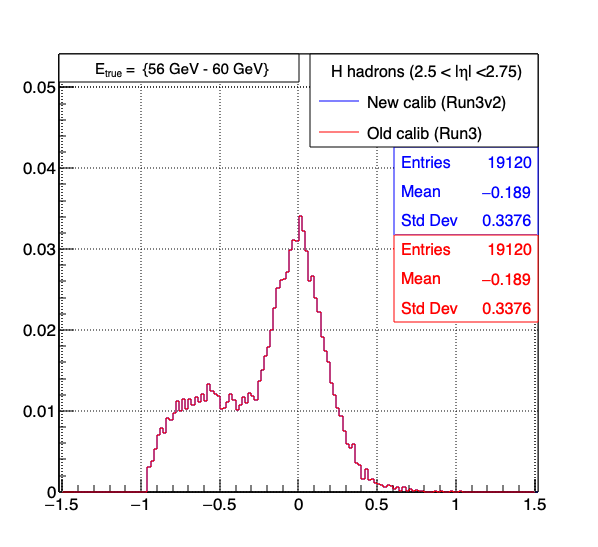 E_true = {56 GeV - 60 GeV}
H hadrons (2.5 < |η| <2.75)
New calib (Run3v2)
Old calib (Run3)
Entries 19120
Mean −0.189
Std Dev 0.3376
Entries 19120
Mean −0.189
Std Dev 0.3376
0.05
0.04
0.03
0.02
0.01
0
−1.5 −1 −0.5 0 0.5 1 1.5